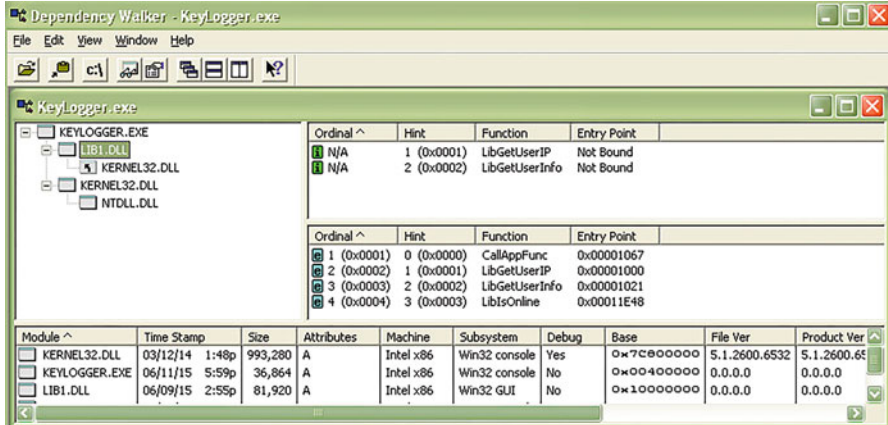 Dependency Walker - KeyLogger.exe
File Edit View Window Help
c:\
KeyLogger.exe
KEYLOGGER.EXE
LIB1.DLL
KERNEL32.DLL
KERNEL32.DLL
NTDLL.DLL
Ordinal ^ Hint Function Entry Point
N/A 1 (0x0001) LibGetUserIP Not Bound
N/A 2 (0x0002) LibGetUserInfo Not Bound
Ordinal ^ Hint Function Entry Point
1 (0x0001) 0 (0x0000) CallAppFunc 0x00001067
2 (0x0002) 1 (0x0001) LibGetUserIP 0x00001000
3 (0x0003) 2 (0x0002) LibGetUserInfo 0x00001021
4 (0x0004) 3 (0x0003) LibIsOnline 0x00011E48
Module ^ Time Stamp Size Attributes Machine Subsystem Debug Base File Ver Product Ver
KERNEL32.DLL 03/12/14 1:48p 993,280 A Intel x86 Win32 console Yes 0x7C800000 5.1.2600.6532 5.1.2600.65
KEYLOGGER.EXE 06/11/15 5:59p 36,864 A Intel x86 Win32 console No 0x00400000 0.0.0.0 0.0.0.0
LIB1.DLL 06/09/15 2:55p 81,920 A Intel x86 Win32 GUI No 0x10000000 0.0.0.0 0.0.0.0